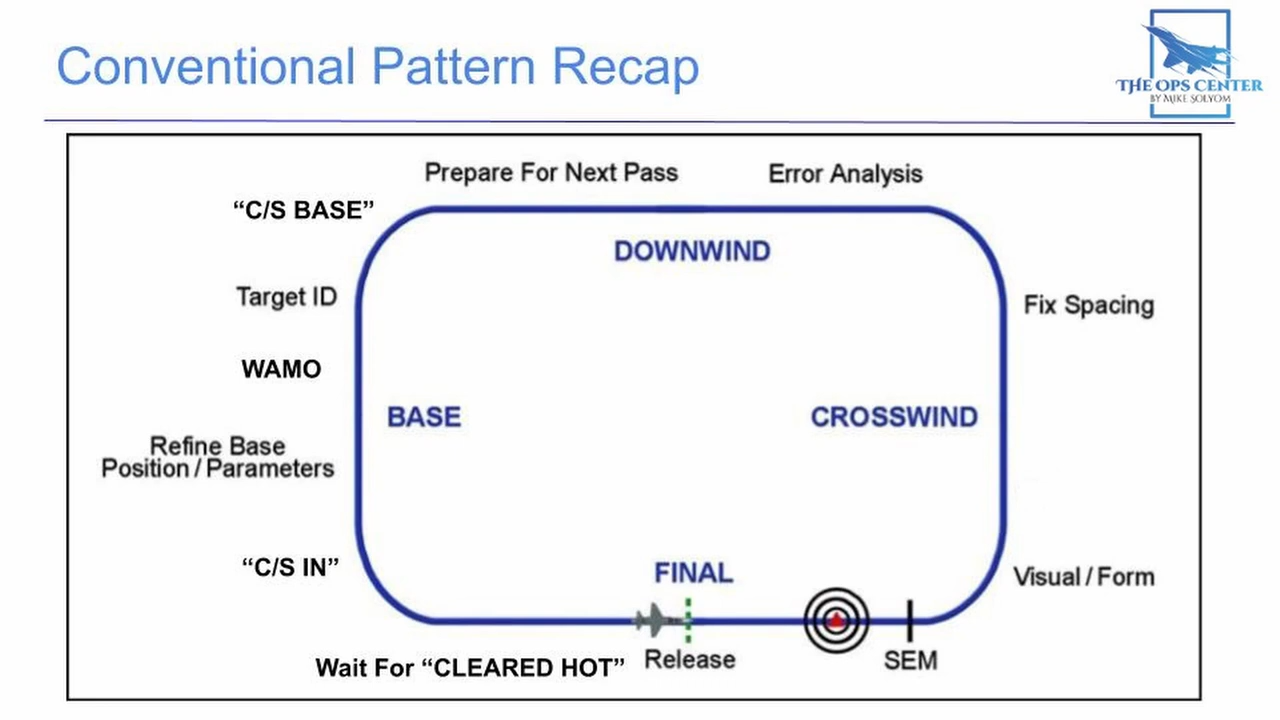 Conventional Pattern Recap
THE OPS CENTER
BY MIKE SOLYOM
Prepare For Next Pass
Error Analysis
“C/S BASE”
DOWNWIND
Target ID
Fix Spacing
WAMO
BASE
CROSSWIND
Refine Base
Position / Parameters
“C/S IN”
FINAL
Visual / Form
Wait For “CLEARED HOT”
Release
SEM